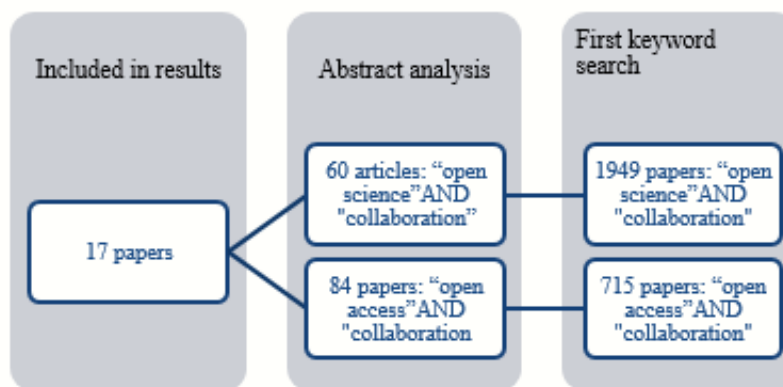 Included in results
17 papers
Abstract analysis
60 articles: “open
science”AND
"collaboration”
84 papers: “open
access”AND
"collaboration
First keyword
search
1949 papers: “open
science”AND
"collaboration"
715 papers: “open
access”AND
"collaboration"